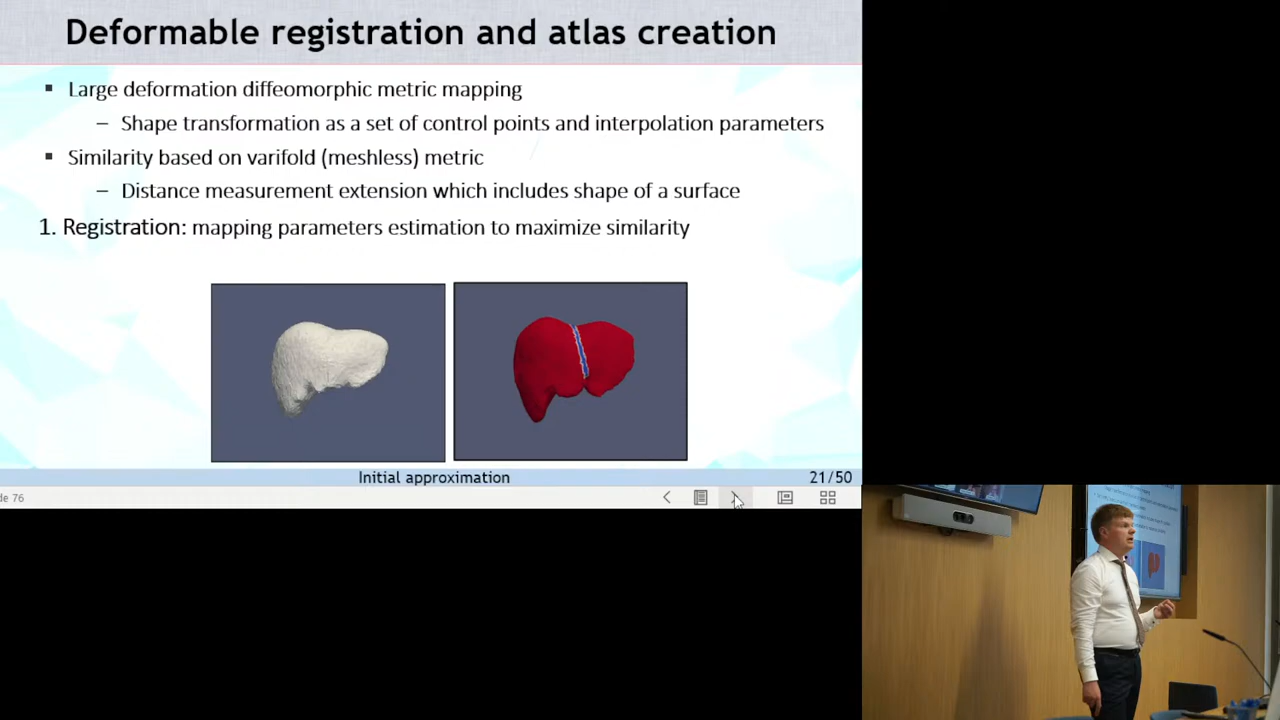 Deformable registration and atlas creation
▪ Large deformation diffeomorphic metric mapping
– Shape transformation as a set of control points and interpolation parameters
▪ Similarity based on varifold (meshless) metric
– Distance measurement extension which includes shape of a surface
1. Registration: mapping parameters estimation to maximize similarity
Initial approximation
21/50
de 76